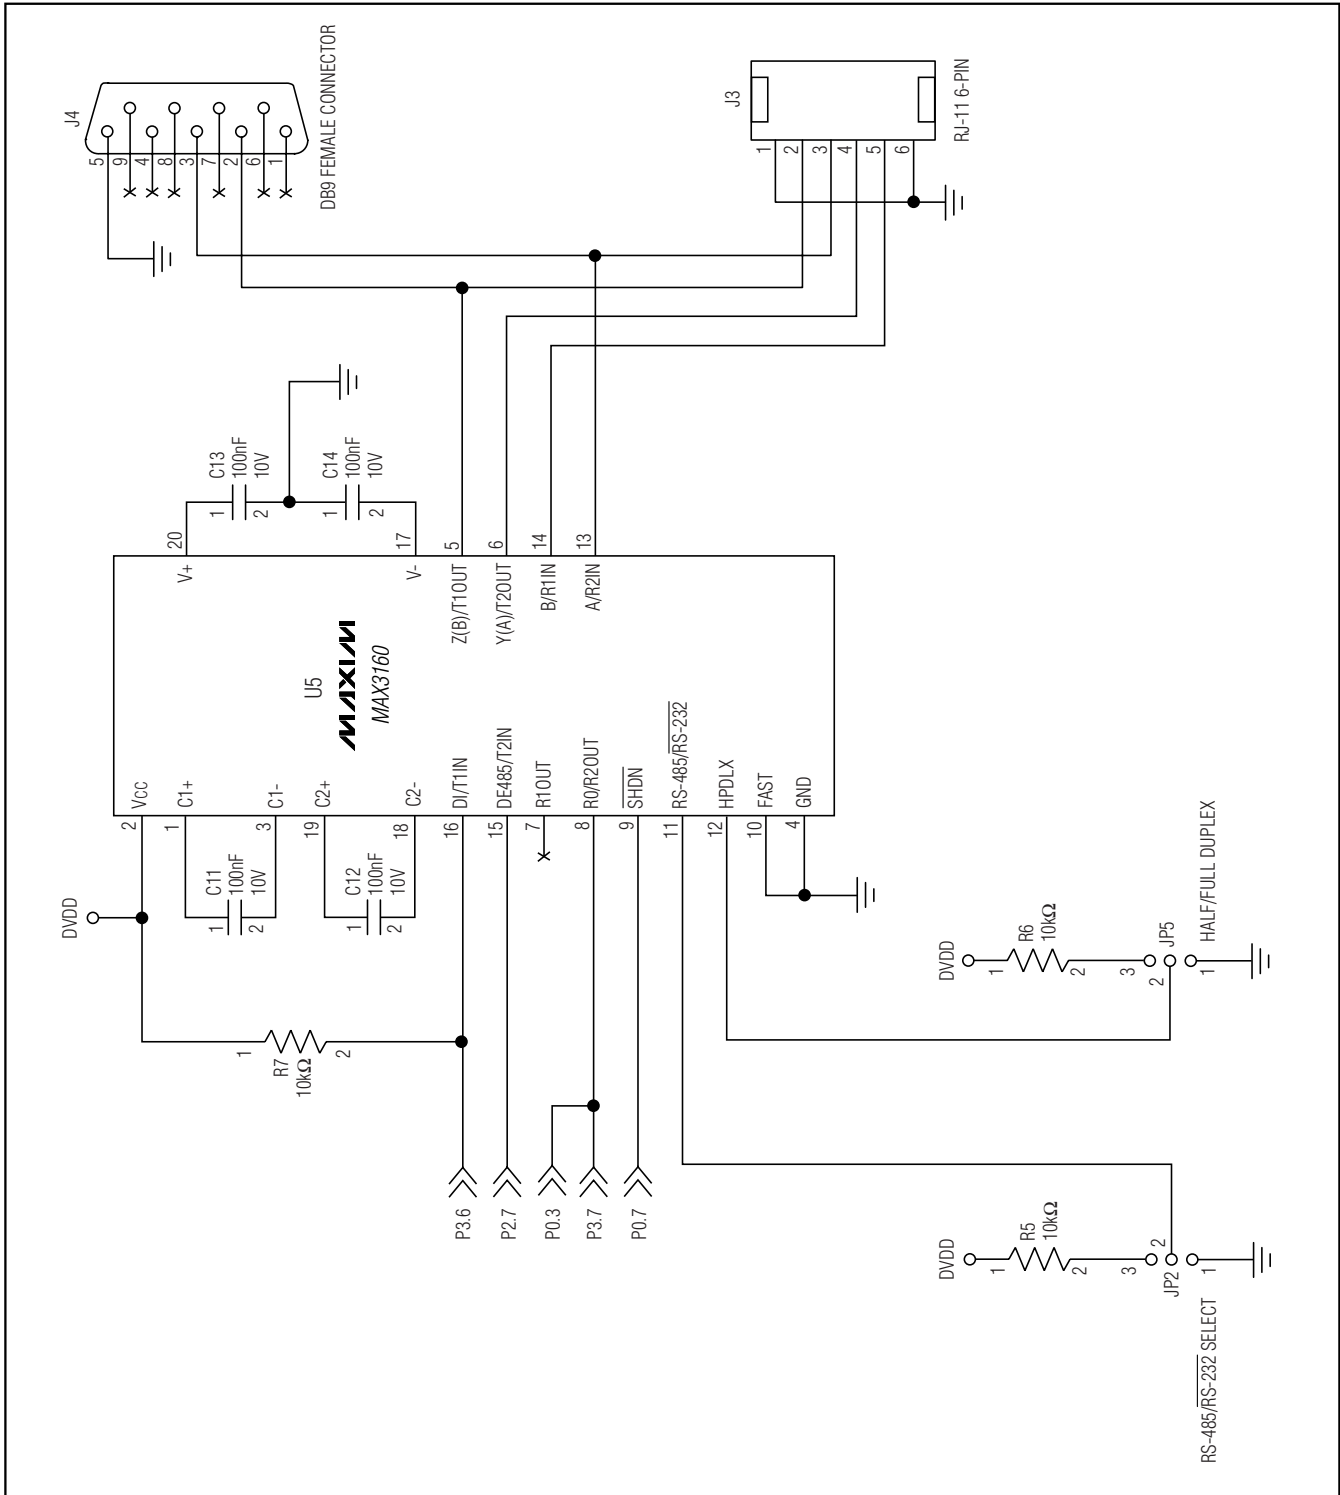 J4
5
9
4
8
3
7
2
6
1
DB9 FEMALE CONNECTOR
J3
1
2
3
4
5
6
RJ-11 6-PIN
C13
100nF
10V
1
2
C14
100nF
10V
1
2
20
17
5
6
14
13
V+
V-
Z(B)/T1OUT
Y(A)/T2OUT
B/R1IN
A/R2IN
U5
MAXIM
MAX3160
VCC
C1+
C1-
C2+
C2-
DI/T1IN
DE485/T2IN
R1OUT
R0/R2OUT
SHDN
RS-485/RS-232
HPDLX
FAST
GND
2
1
3
19
18
16
15
7
8
9
11
12
10
4
DVDD
C11
100nF
10V
1
2
C12
100nF
10V
1
2
1
R7
10kΩ
2
P3.6
P2.7
P0.3
P3.7
P0.7
DVDD
1
R6
10kΩ
2
3
2
JP5
1
HALF/FULL DUPLEX
DVDD
1
R5
10kΩ
2
3
2
JP2
1
RS-485/RS-232 SELECT